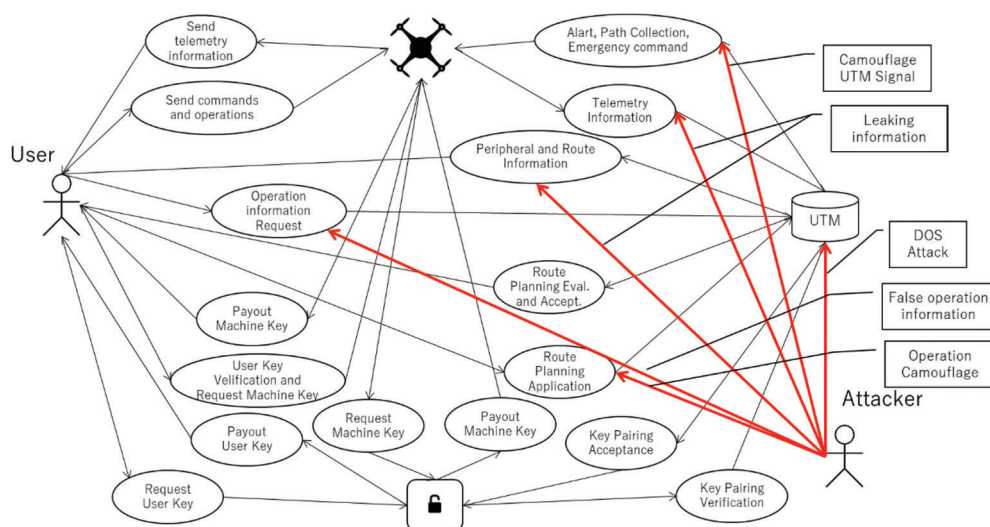 Send
telemetry
information
Alart, Path Collection,
Emergency command
Camouflage
UTM Signal
Send commands
and operations
Telemetry
Information
Leaking
information
User
Peripheral and Route
Information
Operation
information
Request
UTM
DOS
Attack
Route
Planning Eval.
and Accept.
False operation
information
Payout
Machine Key
Route
Planning
Application
Operation
Camouflage
User Key
Velification and
Request Machine Key
Attacker
Request
Machine Key
Payout
Machine Key
Payout
User Key
Key Pairing
Acceptance
Request
User Key
Key Pairing
Verification